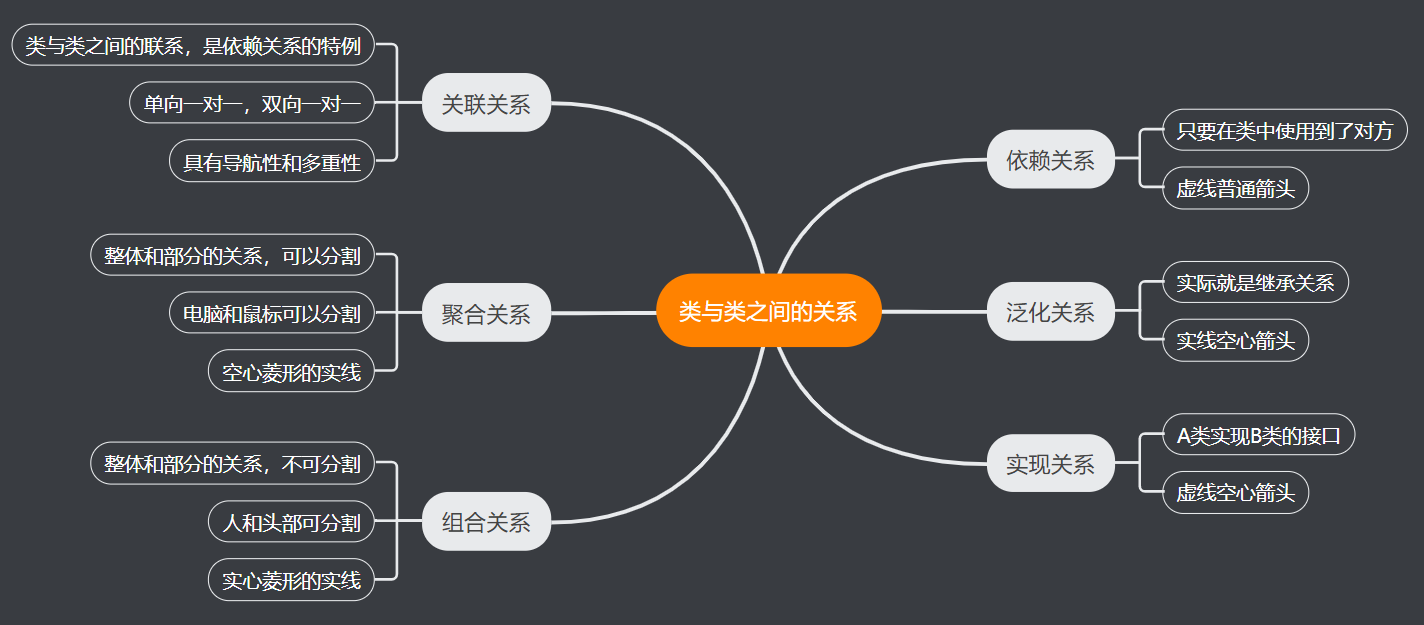 类与类之间的关系
依赖关系
只要在类中使用到了对方
虚线普通箭头
泛化关系
实际就是继承关系
实线空心箭头
实现关系
A类实现B类的接口
虚线空心箭头
关联关系
类与类之间的联系，是依赖关系的特例
单向一对一，双向一对一
具有导航性和多重性
聚合关系
整体和部分的关系，可以分割
电脑和鼠标可以分割
空心菱形的实线
组合关系
整体和部分的关系，不可分割
人和头部可分割
实心菱形的实线